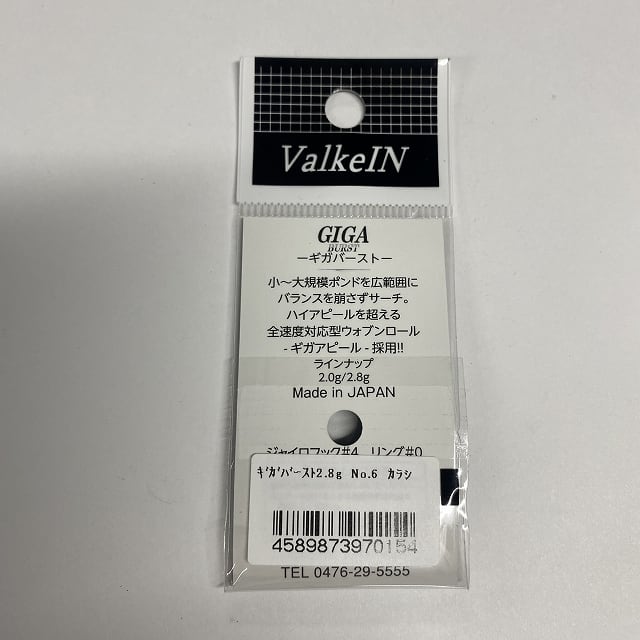 ValkeIN
GIGA
BURST
ーギガバーストー
小～大規模ポンドを広範囲に
バランスを崩さずサーチ。
ハイアピールを超える
全速度対応型ウォブンロール
- ギガアピール - 採用!!
ラインナップ
2.0g/2.8g
Made in JAPAN
ジャイロフック#4　リング#0
ｷﾞｶﾞﾊﾞｰｽﾄ2.8g No.6 ｶﾗｼ
4589873970154
TEL 0476-29-5555